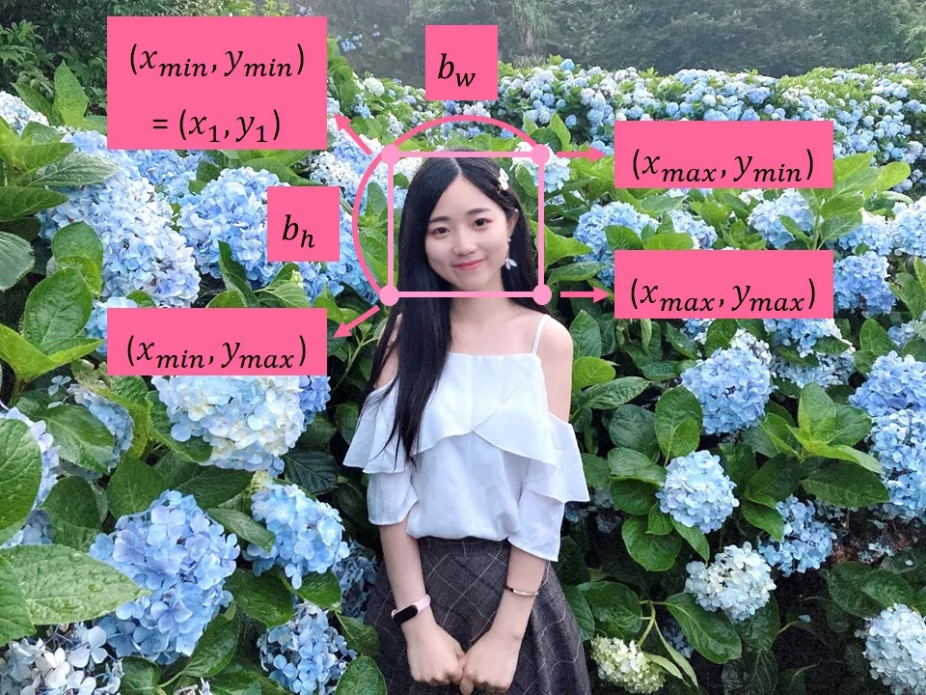 (x_min, y_min)
= (x_1, y_1)
b_w
(x_max, y_min)
b_h
(x_max, y_max)
(x_min, y_max)